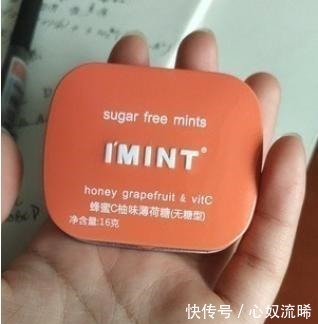 sugar free mints
I'MINT®
honey grapefruit & vitC
蜂蜜C柚味薄荷糖(无糖型)
净含量:16克
快传号/心奴流晞